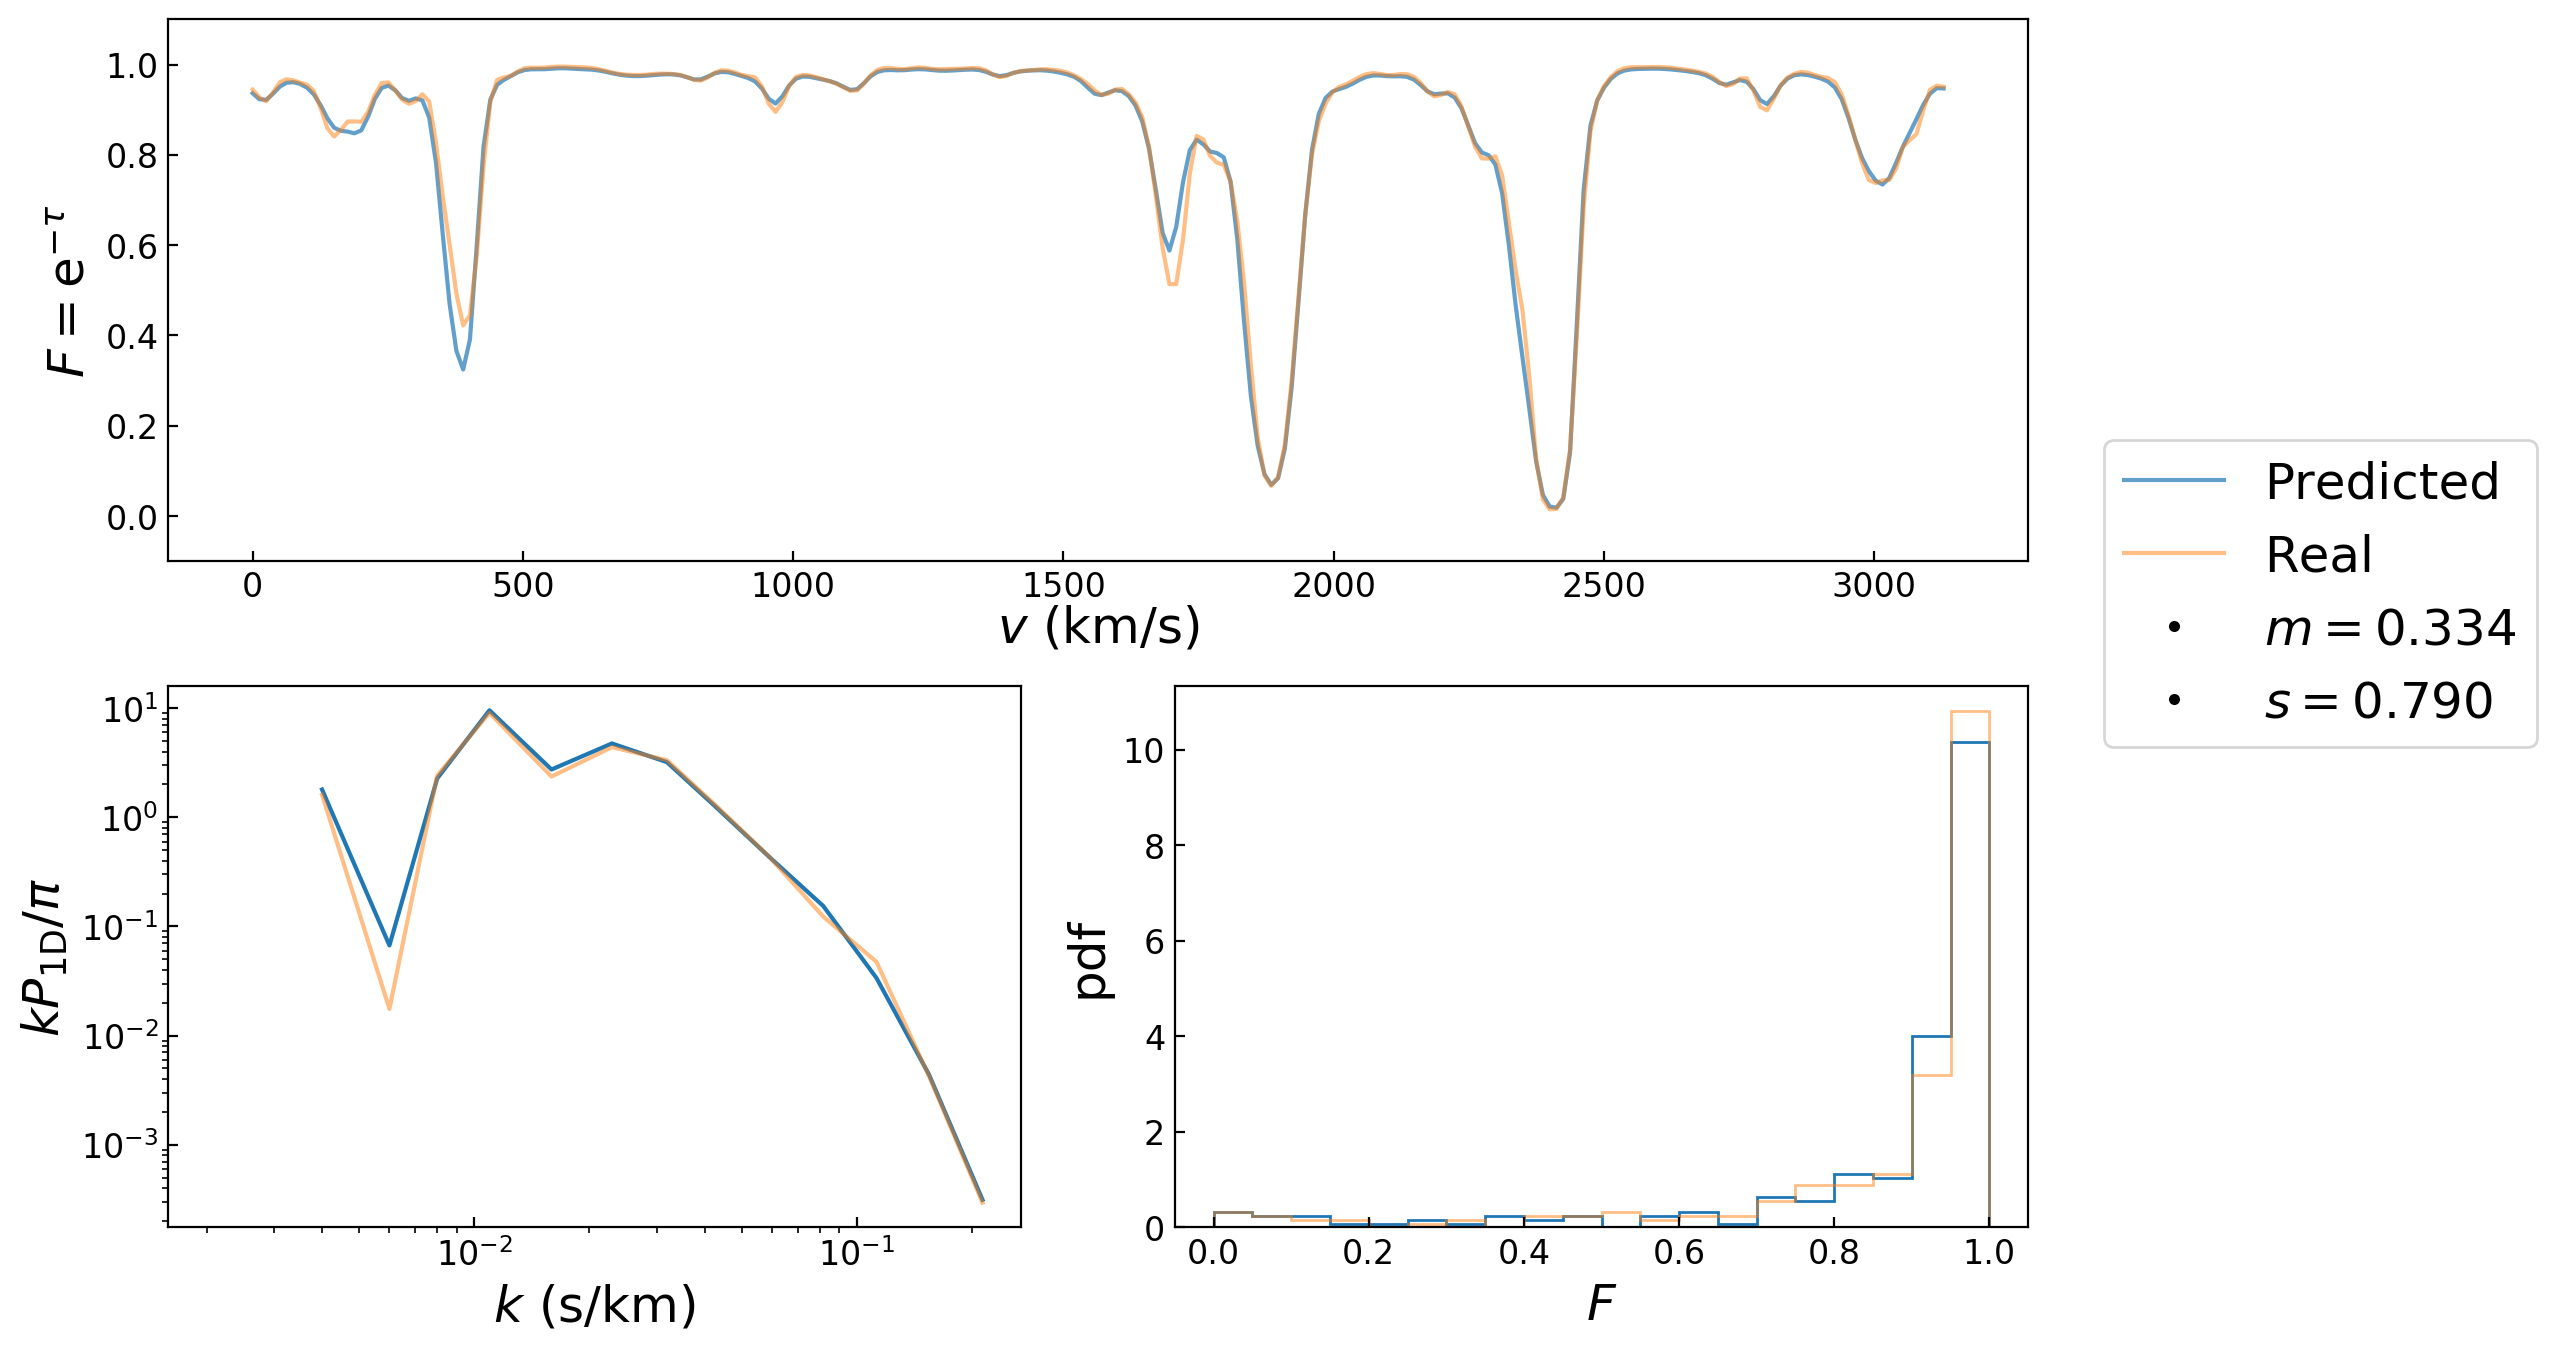 1.0
0.8
0.6
0.4
0.2
0.0
F = e^{−τ}
0 500 1000 1500 2000 2500 3000
v (km/s)
Predicted
Real
m = 0.334
s = 0.790
10^1
10^0
10^{−1}
10^{−2}
10^{−3}
kP_{1D}/π
10^{−2} 10^{−1}
k (s/km)
10
8
6
4
2
0
pdf
0.0 0.2 0.4 0.6 0.8 1.0
F